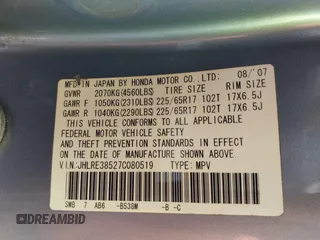 MFD IN JAPAN BY HONDA MOTOR CO.,LTD. 08/'07
GVWR 2070KG(4560LBS) TIRE SIZE RIM SIZE
GAWR F 1050KG(2310LBS) 225/65R17 102T 17X6.5J
GAWR R 1040KG(2290LBS) 225/65R17 102T 17X6.5J
THIS VEHICLE CONFORMS TO ALL APPLICABLE
FEDERAL MOTOR VEHICLE SAFETY
AND THEFT PREVENTION STANDARDS IN EFFECT
ON THE DATE OF MANUFACTURE SHOWN ABOVE.
V.I.N:JHLRE38527C080519 TYPE: MPV
SWB 7 AB6 -B538M -B -C